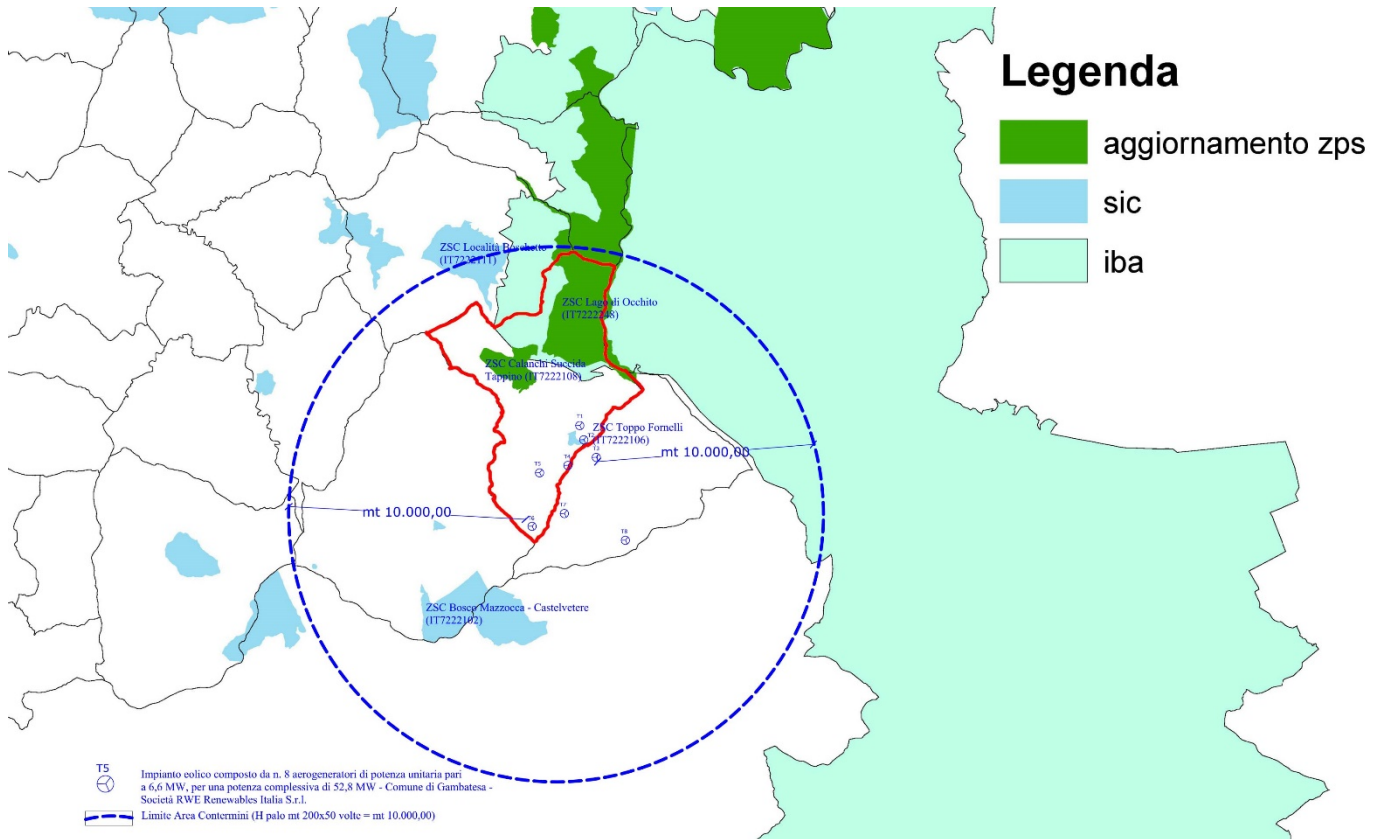 Legenda
aggiornamento zps
sic
iba
ZSC Località Boschetto
(IT7222111)
ZSC Lago di Occhito
(IT7222248)
ZSC Calanchi Succida
Tappino (IT7222108)
T1
T2
ZSC Toppo Fornelli
(IT7222106)
T3
mt 10.000,00
T4
T5
mt 10.000,00
T6
T7
T8
ZSC Bosco Mazzocca - Castelvetere
(IT7222102)
T5
Impianto eolico composto da n. 8 aerogeneratori di potenza unitaria pari
a 6,6 MW, per una potenza complessiva di 52,8 MW - Comune di Gambatesa -
Società RWE Renewables Italia S.r.l.
Limite Area Contermini (H palo mt 200x50 volte = mt 10.000,00)